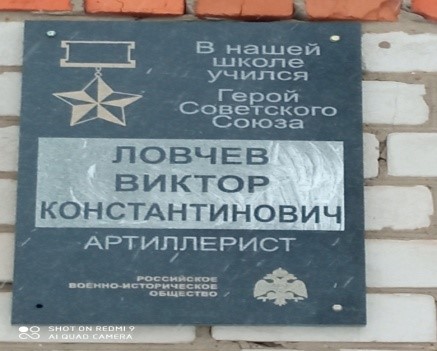 В нашей
школе
учился
Герой
Советского
Союза
ЛОВЧЕВ
ВИКТОР
КОНСТАНТИНОВИЧ
АРТИЛЛЕРИСТ
РОССИЙСКОЕ
ВОЕННО-ИСТОРИЧЕСКОЕ
ОБЩЕСТВО
SHOT ON REDMI 9
AI QUAD CAMERA